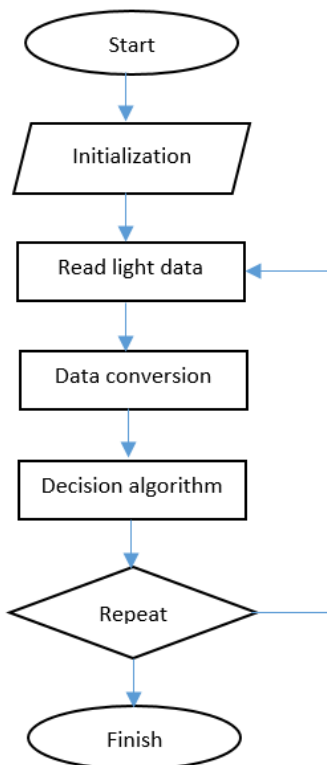 Start
Initialization
Read light data
Data conversion
Decision algorithm
Repeat
Finish